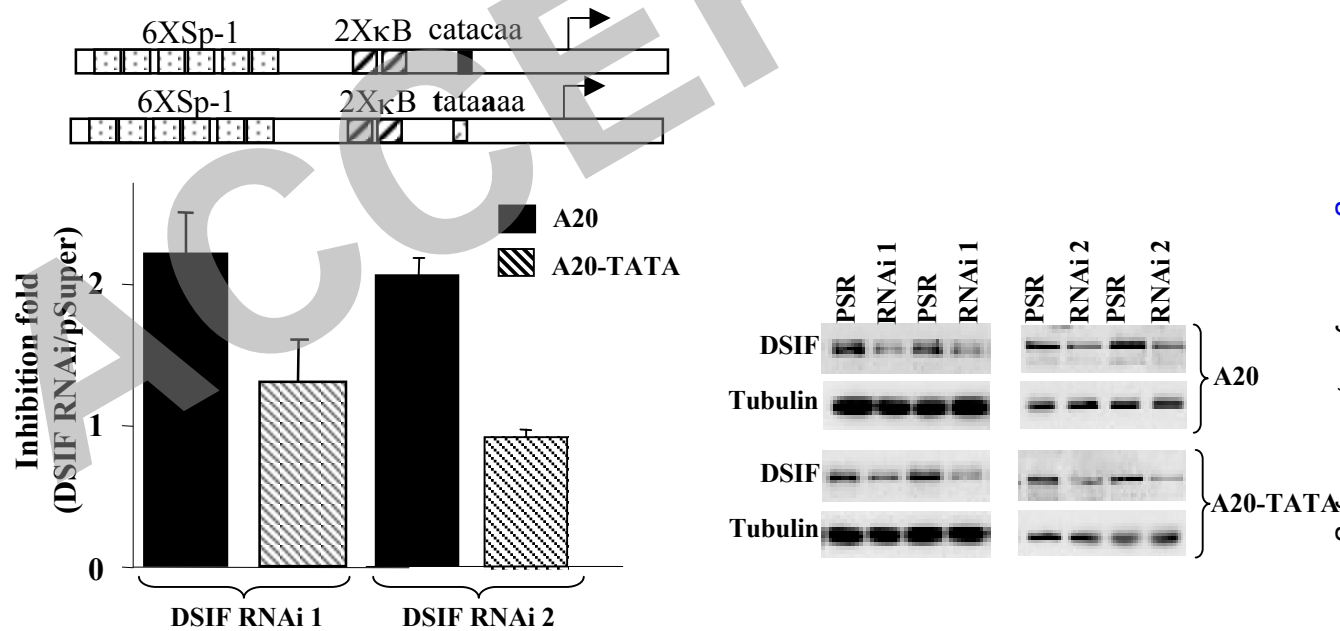 6XSp-1 2XκB catacaa
6XSp-1 2XκB tataaaa
Inhibition fold
(DSIF RNAi/pSuper)
2
1
0
A20
A20-TATA
DSIF RNAi 1
DSIF RNAi 2
PSR RNAi 1 PSR RNAi 1
PSR RNAi 2 PSR RNAi 2
DSIF
Tubulin
A20
DSIF
Tubulin
A20-TATA
ACCE